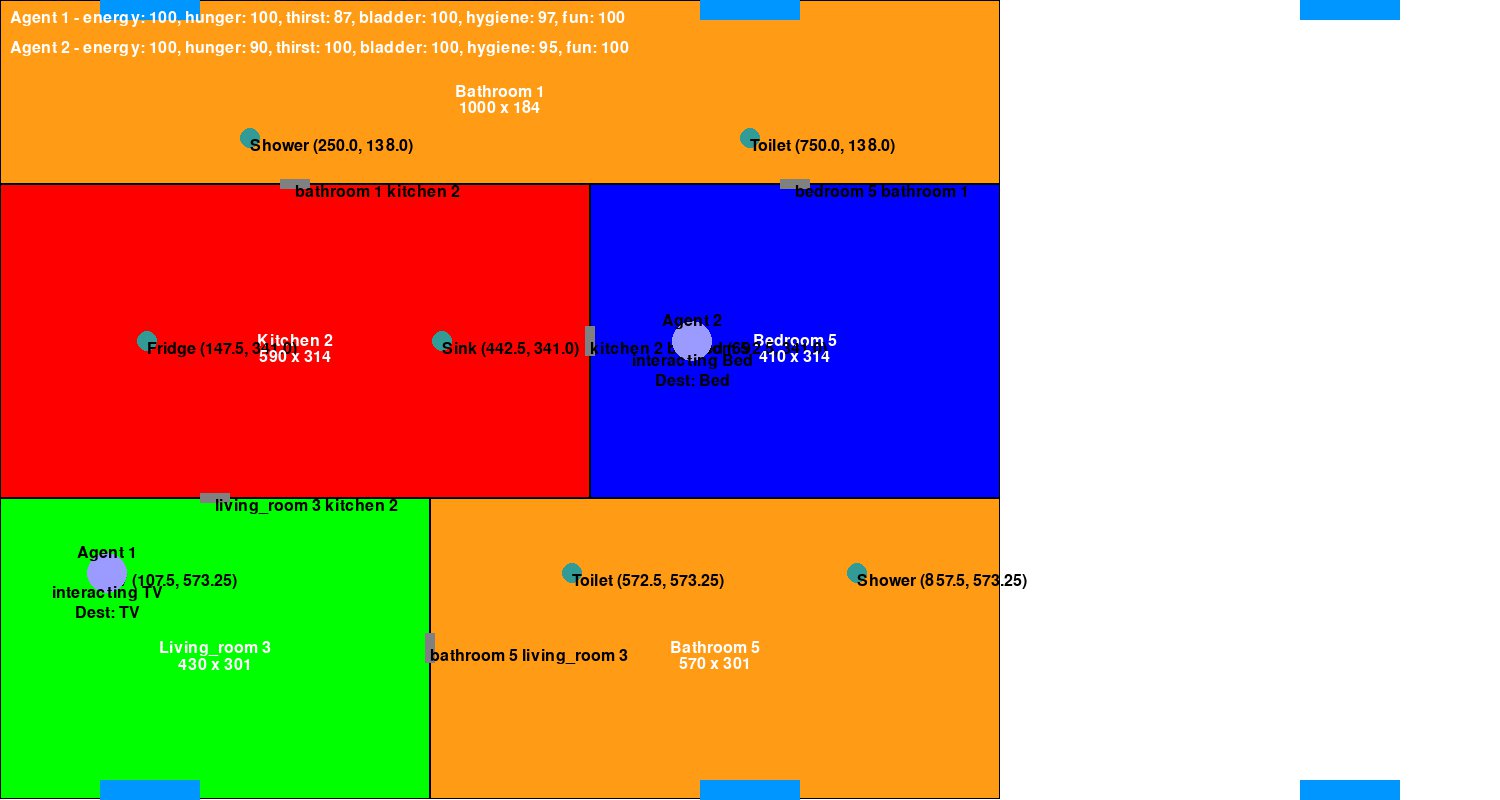 Agent 1 - energy: 100, hunger: 100, thirst: 87, bladder: 100, hygiene: 97, fun: 100
Agent 2 - energy: 100, hunger: 90, thirst: 100, bladder: 100, hygiene: 95, fun: 100
Bathroom 1
1000 x 184
Shower (250.0, 138.0)
Toilet (750.0, 138.0)
bathroom 1 kitchen 2
bedroom 5 bathroom 1
Agent 2
Kitchen 2
590 x 314
Fridge (147.5, 341.0)
Sink (442.5, 341.0)
kitchen 2
Bedroom 5
410 x 314
interacting Bed
Dest: Bed
living_room 3 kitchen 2
Agent 1
(107.5, 573.25)
interacting TV
Dest: TV
Toilet (572.5, 573.25)
Shower (857.5, 573.25)
Living_room 3
430 x 301
bathroom 5 living_room 3
Bathroom 5
570 x 301